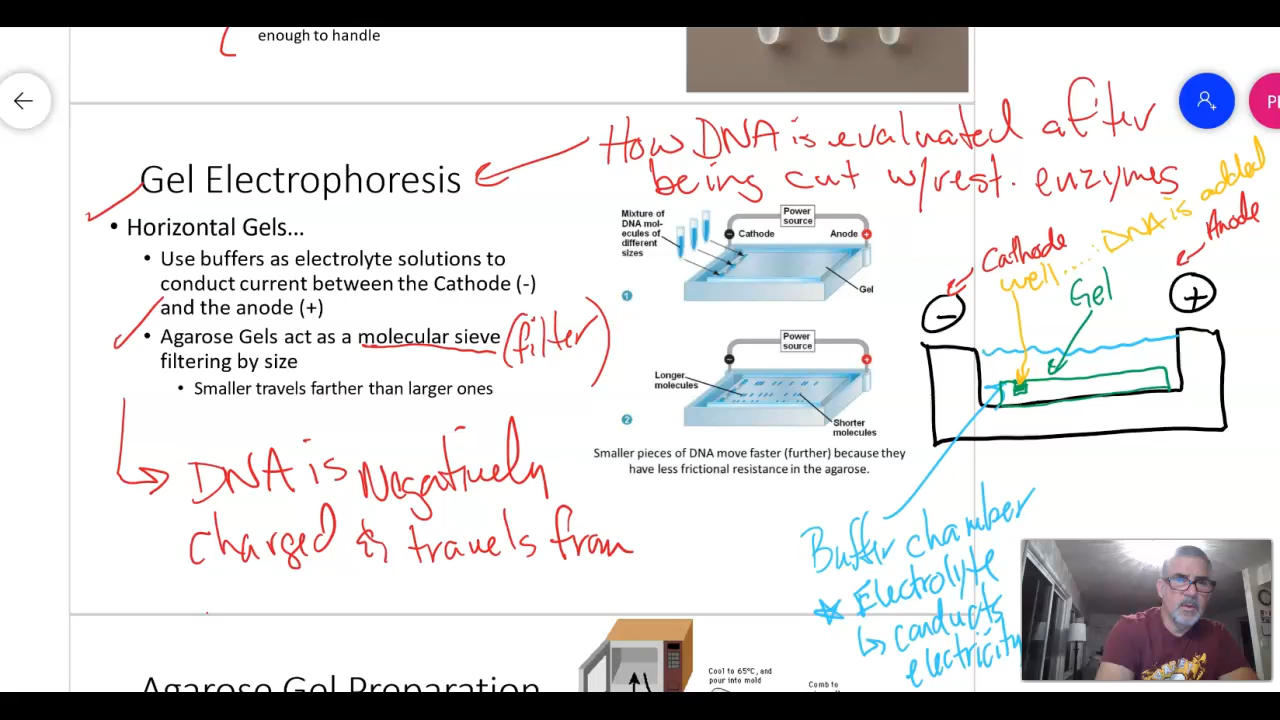 enough to handle
How DNA is evaluated after
being cut w/rest. enzymes
Gel Electrophoresis
• Horizontal Gels...
• Use buffers as electrolyte solutions to
conduct current between the Cathode (-)
and the anode (+)
• Agarose Gels act as a molecular sieve (filter)
filtering by size
• Smaller travels farther than larger ones
DNA is Negatively
charged & travels from
Mixture of
DNA mol-
ecules of
different
sizes
Power
source
- Cathode
Anode +
Gel
1
Power
source
-
+
Longer
molecules
Shorter
molecules
2
Smaller pieces of DNA move faster (further) because they
have less frictional resistance in the agarose.
Cathode
well..... DNA is added
Anode
Gel
-
+
Buffer chamber
Electrolyte
conducts
electricity
PI
Agarose Gel Preparation
Cool to 65°C, and
pour into mold
Comb to